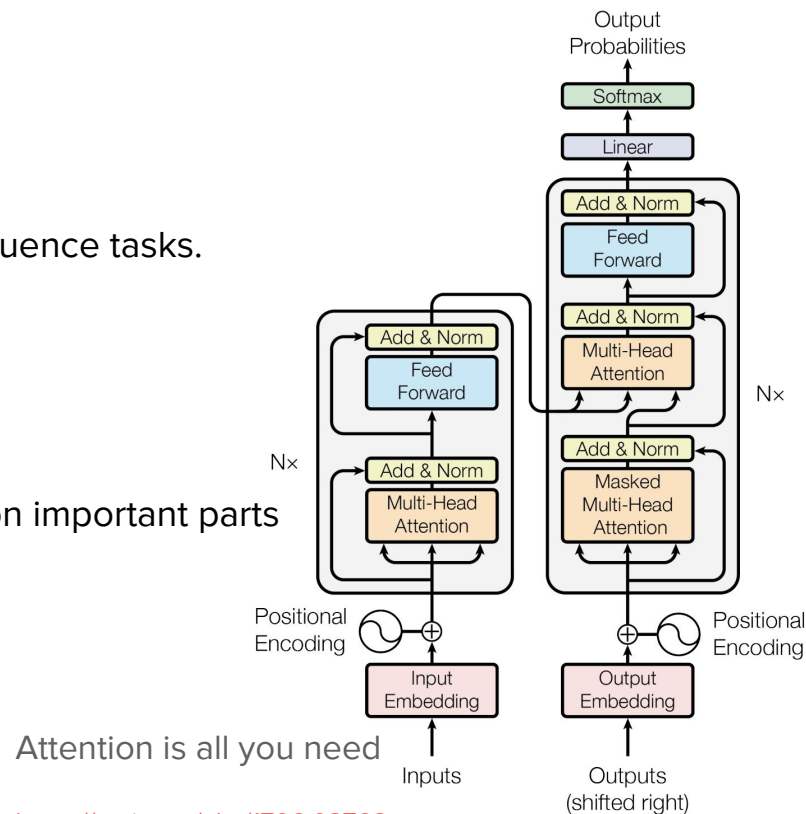 uence tasks.
n important parts
Attention is all you need
Output
Probabilities
Softmax
Linear
Add & Norm
Feed
Forward
Add & Norm
Multi-Head
Attention
Nx
Add & Norm
Masked
Multi-Head
Attention
Positional
Encoding
Output
Embedding
Outputs
(shifted right)
Add & Norm
Feed
Forward
Nx
Add & Norm
Multi-Head
Attention
Positional
Encoding
Input
Embedding
Inputs